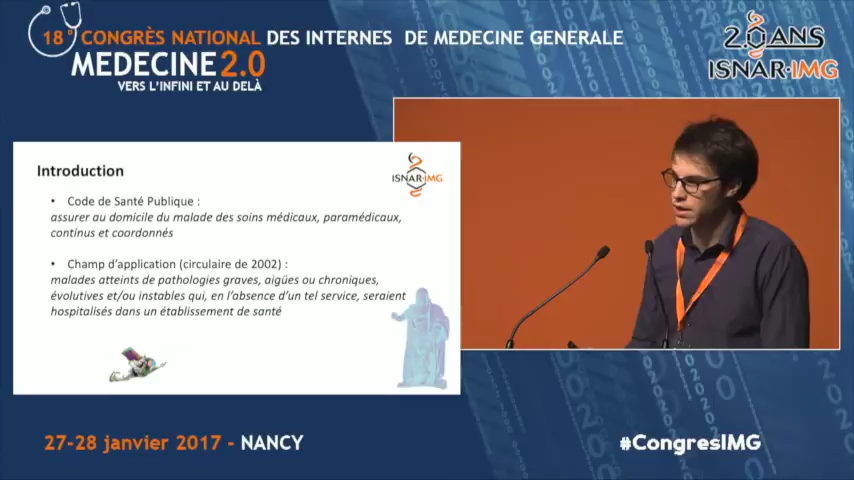 18° CONGRÈS NATIONAL DES INTERNES DE MEDECINE GENERALE
MEDECINE 2.0
VERS L'INFINI ET AU DELÀ
2.0 ANS
ISNAR-IMG
Introduction
ISNAR-IMG
• Code de Santé Publique :
assurer au domicile du malade des soins médicaux, paramédicaux,
continus et coordonnés
• Champ d'application (circulaire de 2002) :
malades atteints de pathologies graves, aigües ou chroniques,
évolutives et/ou instables qui, en l'absence d'un tel service, seraient
hospitalisés dans un établissement de santé
27-28 janvier 2017 - NANCY
#CongresIMG